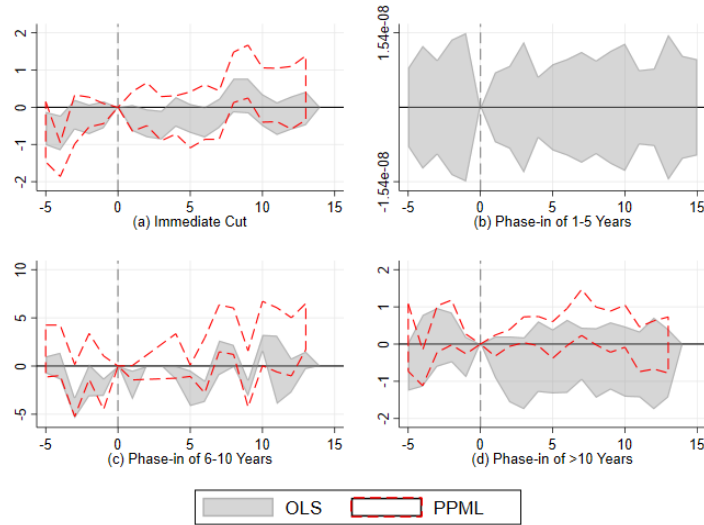 2
1
0
-1
-2
-5 0 5 10 15
(a) Immediate Cut
1.54e-08
-1.54e-08
-5 0 5 10 15
(b) Phase-in of 1-5 Years
10
5
0
-5
-5 0 5 10 15
(c) Phase-in of 6-10 Years
2
1
0
-1
-2
-5 0 5 10 15
(d) Phase-in of >10 Years
OLS PPML